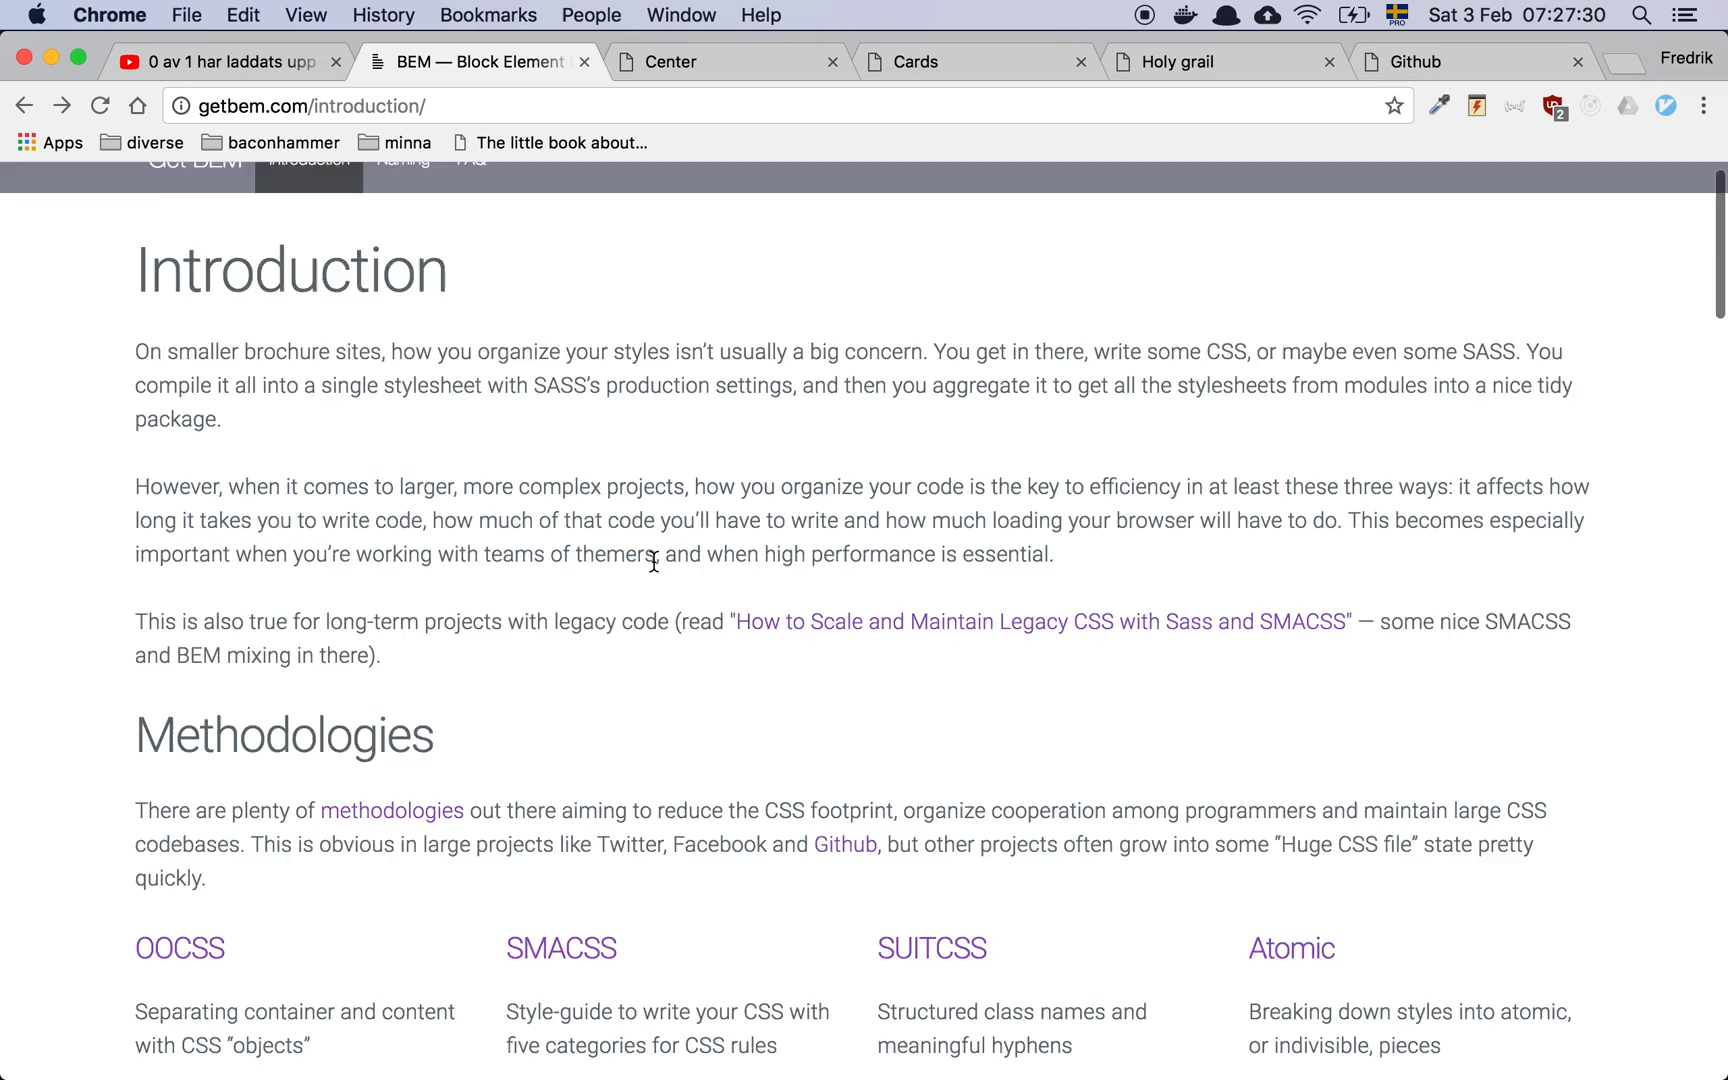 Chrome File Edit View History Bookmarks People Window Help PRO Sat 3 Feb 07:27:30
0 av 1 har laddats upp BEM — Block Element Center Cards Holy grail Github Fredrik
getbem.com/introduction/ 2
Apps diverse baconhammer minna The little book about...
Get BEM Introduction Naming FAQ
Introduction
On smaller brochure sites, how you organize your styles isn’t usually a big concern. You get in there, write some CSS, or maybe even some SASS. You
compile it all into a single stylesheet with SASS’s production settings, and then you aggregate it to get all the stylesheets from modules into a nice tidy
package.
However, when it comes to larger, more complex projects, how you organize your code is the key to efficiency in at least these three ways: it affects how
long it takes you to write code, how much of that code you’ll have to write and how much loading your browser will have to do. This becomes especially
important when you’re working with teams of themers, and when high performance is essential.
This is also true for long-term projects with legacy code (read "How to Scale and Maintain Legacy CSS with Sass and SMACSS" — some nice SMACSS
and BEM mixing in there).
Methodologies
There are plenty of methodologies out there aiming to reduce the CSS footprint, organize cooperation among programmers and maintain large CSS
codebases. This is obvious in large projects like Twitter, Facebook and Github, but other projects often grow into some “Huge CSS file” state pretty
quickly.
OOCSS SMACSS SUITCSS Atomic
Separating container and content Style-guide to write your CSS with Structured class names and Breaking down styles into atomic,
with CSS “objects” five categories for CSS rules meaningful hyphens or indivisible, pieces